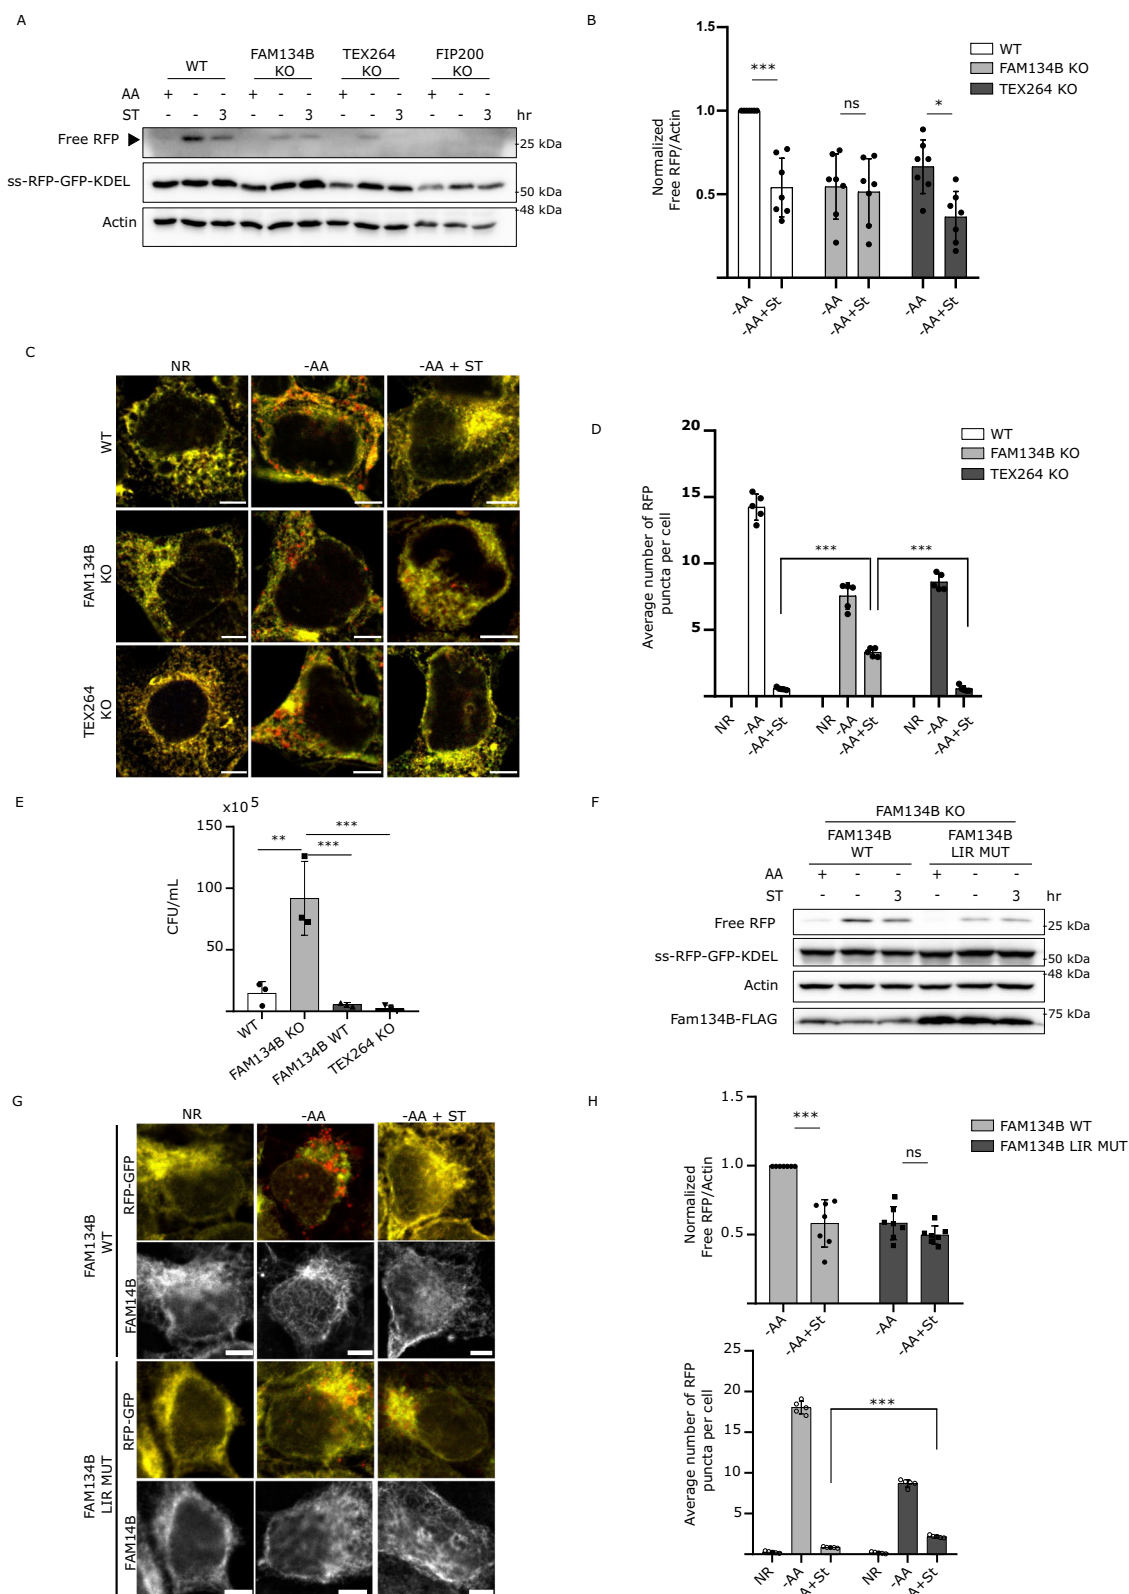 A
FAM134B KO
TEX264 KO
FIP200 KO
WT
AA + - - + - - + - - + - -
ST - - 3 - - 3 - - 3 - - 3 hr
Free RFP
-25 kDa
ss-RFP-GFP-KDEL
-50 kDa
-48 kDa
Actin
B
1.5
1.0
0.5
Normalized
Free RFP/Actin
***
ns
*
WT
FAM134B KO
TEX264 KO
-AA
-AA+St
-AA
-AA+St
-AA
-AA+St
C
NR
-AA
-AA + ST
WT
FAM134B
KO
TEX264
KO
D
20
15
10
5
Average number of RFP
puncta per cell
***
***
WT
FAM134B KO
TEX264 KO
NR
-AA
-AA+St
NR
-AA
-AA+St
NR
-AA
-AA+St
E
x10 5
150
100
50
CFU/mL
**
***
***
WT
FAM134B KO
FAM134B WT
TEX264 KO
F
FAM134B KO
FAM134B
WT
FAM134B
LIR MUT
AA + - - + - -
ST - - 3 - - 3 hr
Free RFP
-25 kDa
ss-RFP-GFP-KDEL
-50 kDa
-48 kDa
Actin
Fam134B-FLAG
-75 kDa
G
NR
-AA
-AA + ST
FAM134B
WT
RFP-GFP
FAM14B
FAM134B
LIR MUT
RFP-GFP
FAM14B
H
1.5
1.0
0.5
Normalized
Free RFP/Actin
***
ns
FAM134B WT
FAM134B LIR MUT
-AA
-AA+St
-AA
-AA+St
25
20
15
10
5
Average number of RFP
puncta per cell
***
NR
-AA
-AA+St
NR
-AA
-AA+St